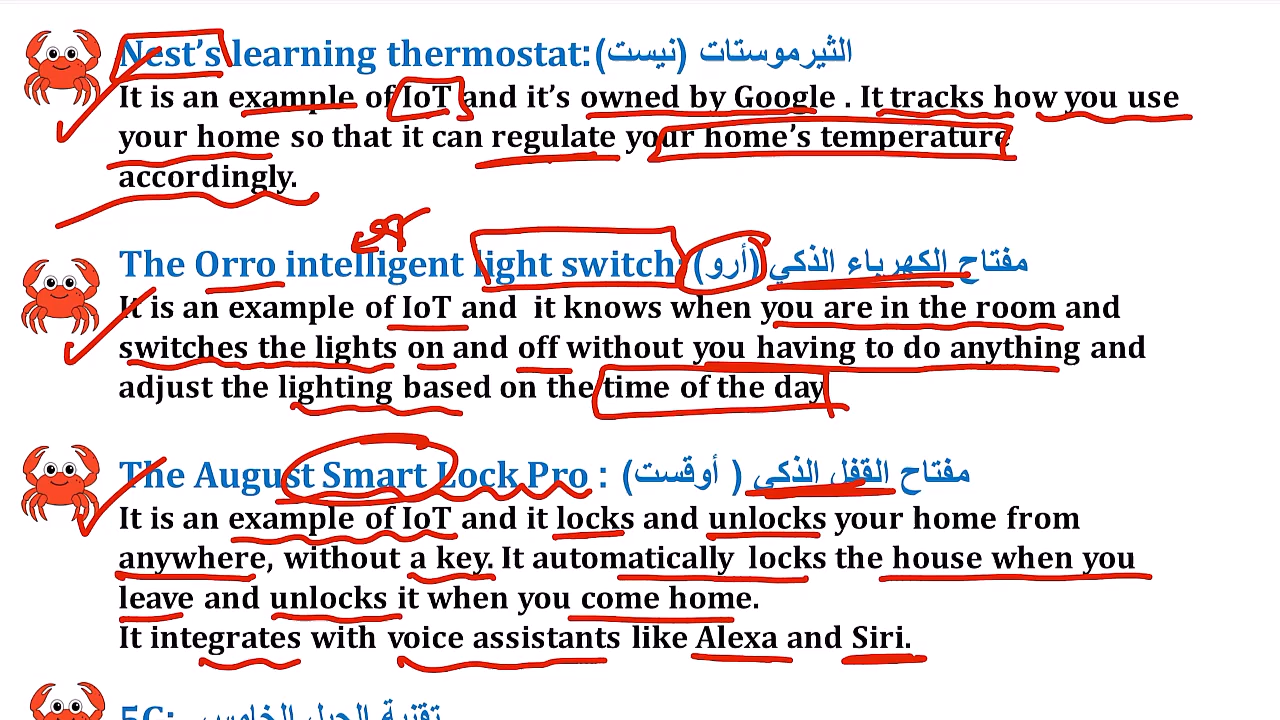 Nest's learning thermostat:(نيست) الثيرموستات
It is an example of IoT and it's owned by Google . It tracks how you use
your home so that it can regulate your home's temperature
accordingly.
The Orro intelligent light switch: (أرو) مفتاح الكهرباء الذكي
It is an example of IoT and it knows when you are in the room and
switches the lights on and off without you having to do anything and
adjust the lighting based on the time of the day
The August Smart Lock Pro : (أوقست ) مفتاح القفل الذكي
It is an example of IoT and it locks and unlocks your home from
anywhere, without a key. It automatically locks the house when you
leave and unlocks it when you come home.
It integrates with voice assistants like Alexa and Siri.
5G: تقنية الجيل الخامس